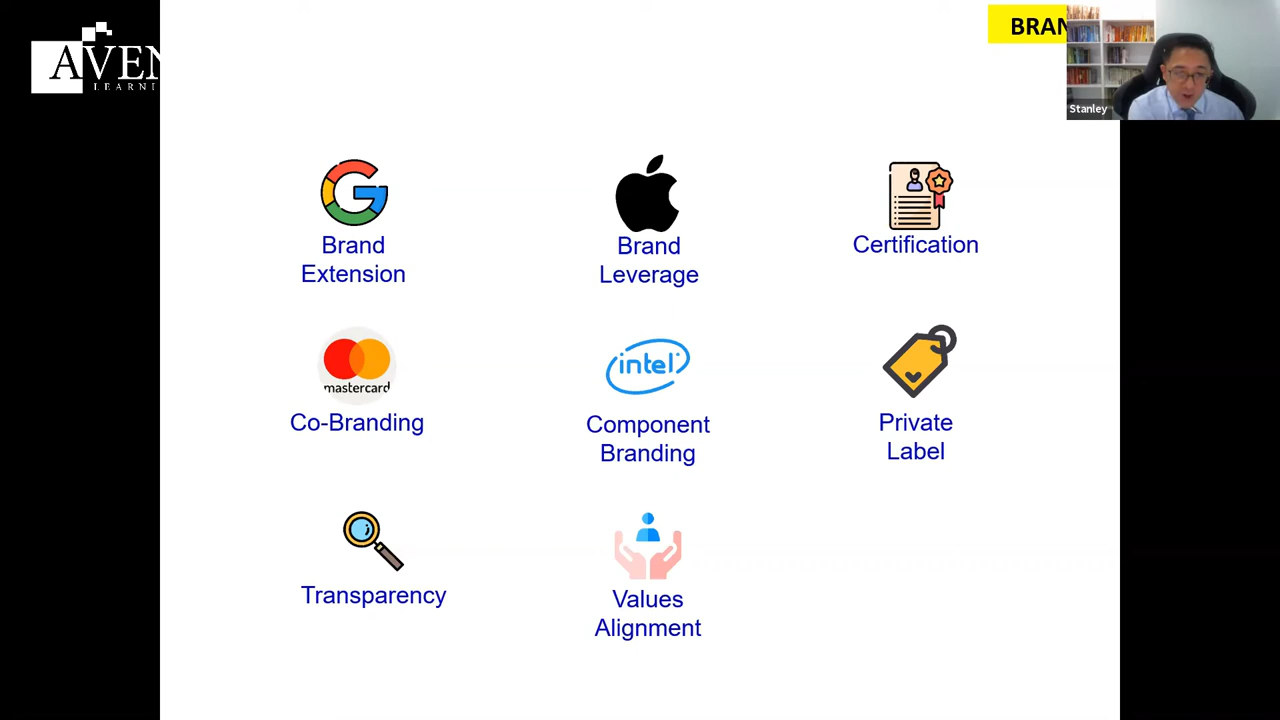 AVEN
LEARNI
BRAN
Stanley
Brand
Extension
Brand
Leverage
Certification
mastercard
Co-Branding
intel
Component
Branding
Private
Label
Transparency
Values
Alignment